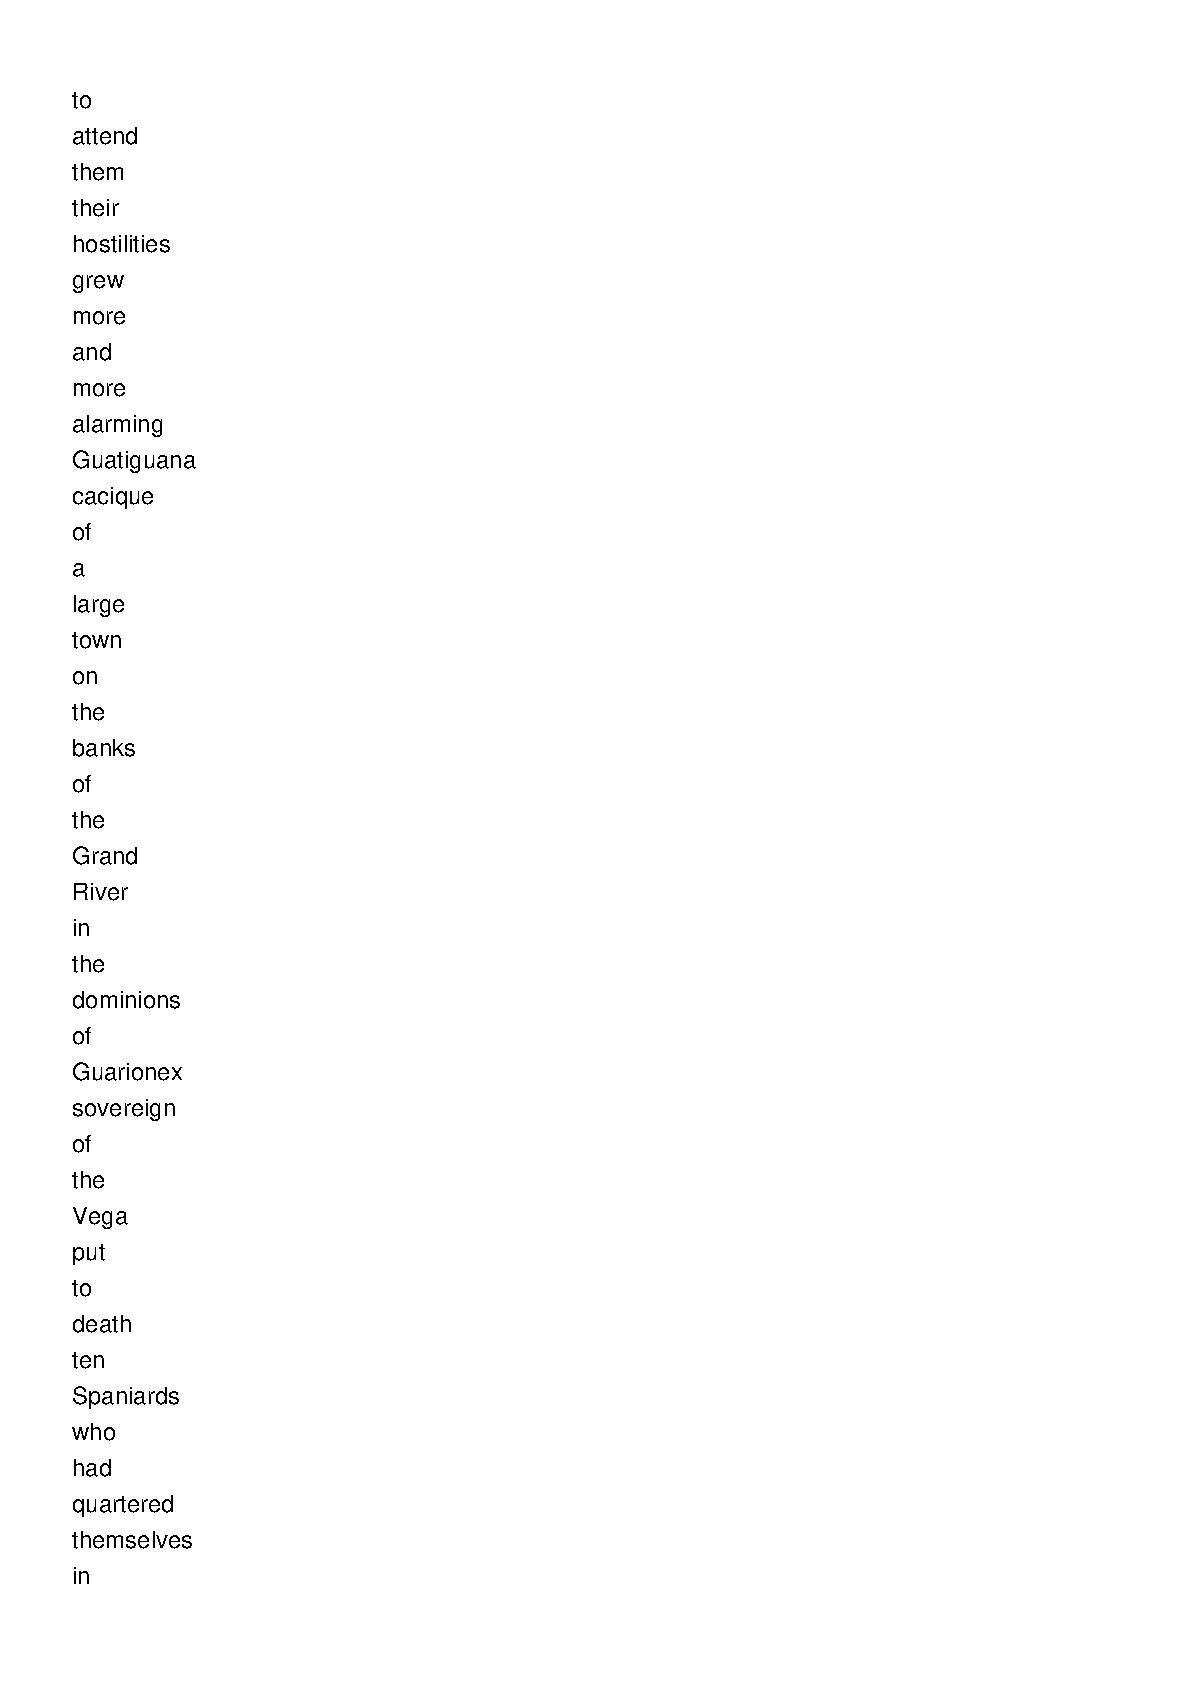 to
attend
them
their
hostilities
grew
more
and
more
alarming
Guatiguana
cacique
of
a
large
town
on
the
banks
of
the
Grand
River
in
the
dominions
of
Guarionex
sovereign
of
the
Vega
put
to
death
ten
Spaniards
who
had
quartered
themselves
in